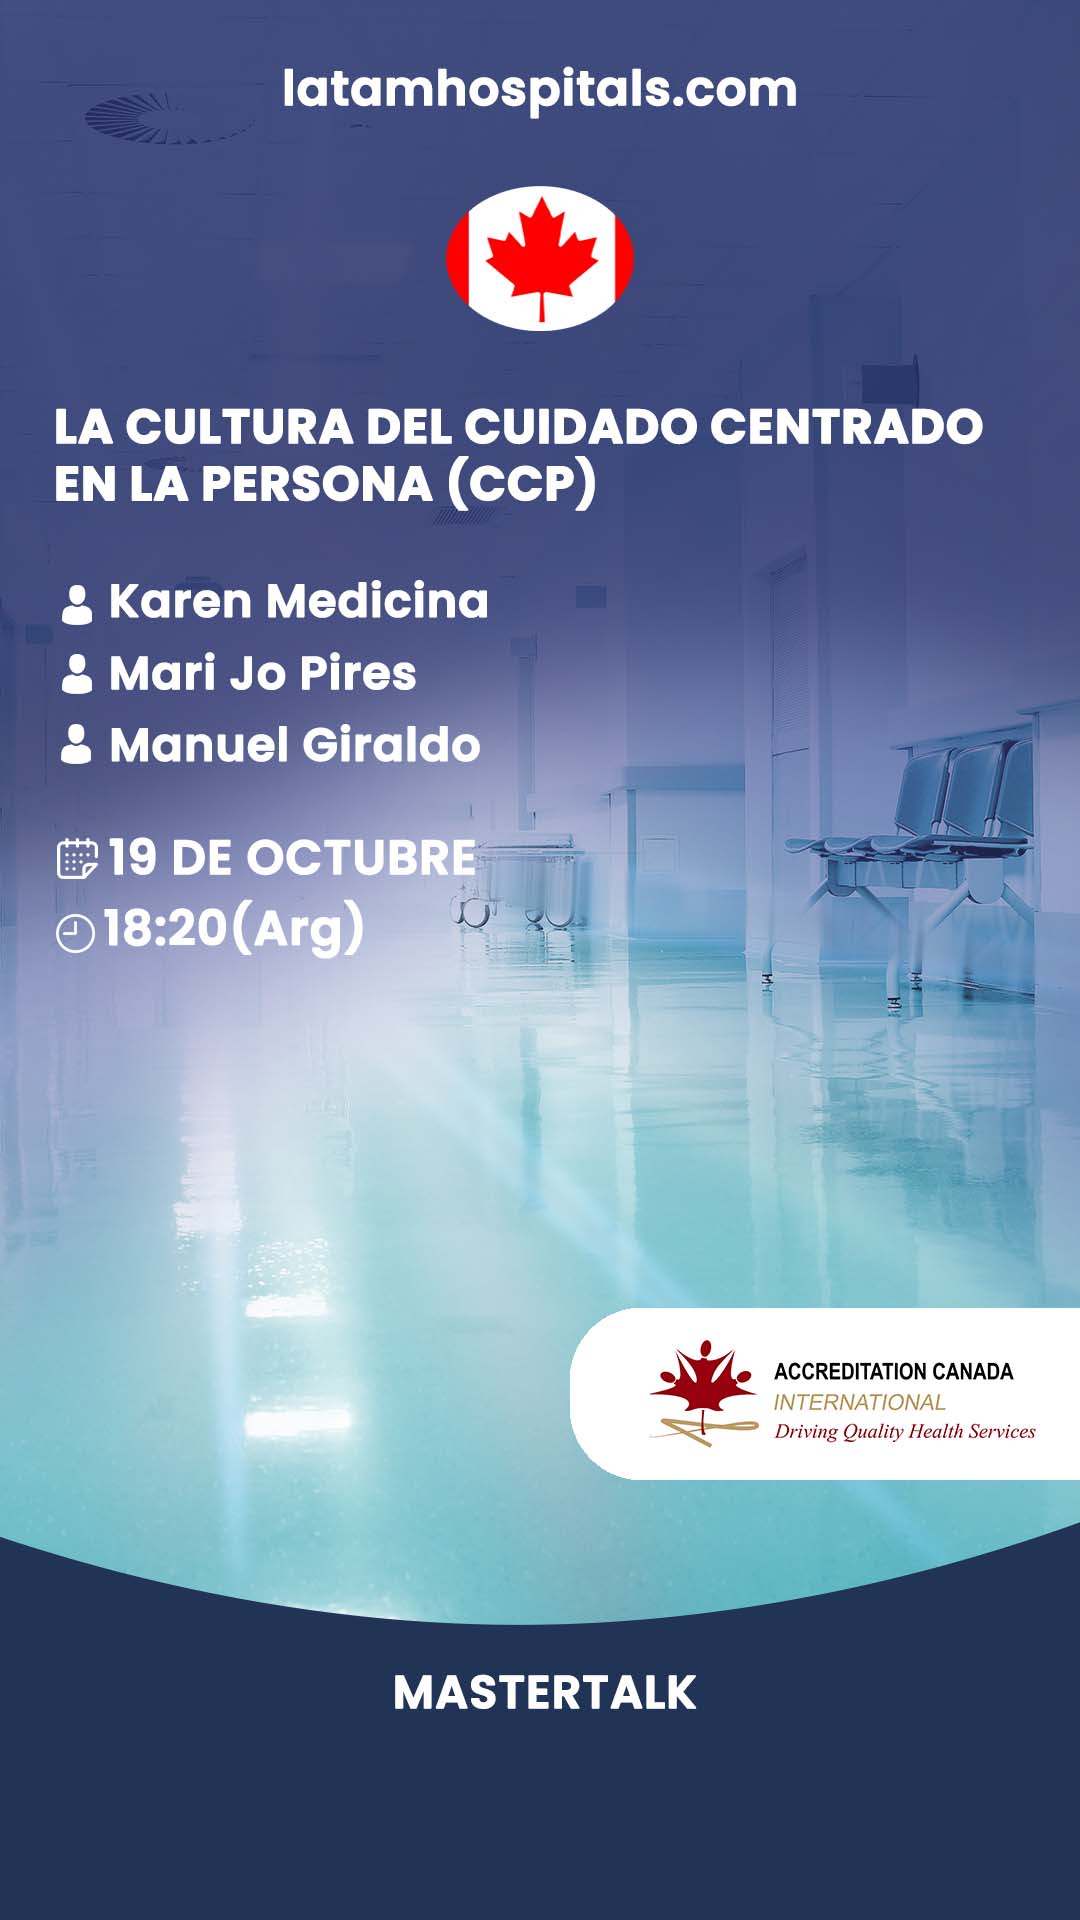 latamhospitals.com
LA CULTURA DEL CUIDADO CENTRADO
EN LA PERSONA (CCP)
Karen Medicina
Mari Jo Pires
Manuel Giraldo
19 DE OCTUBRE
18:20(Arg)
ACCREDITATION CANADA
INTERNATIONAL
Driving Quality Health Services
MASTERTALK